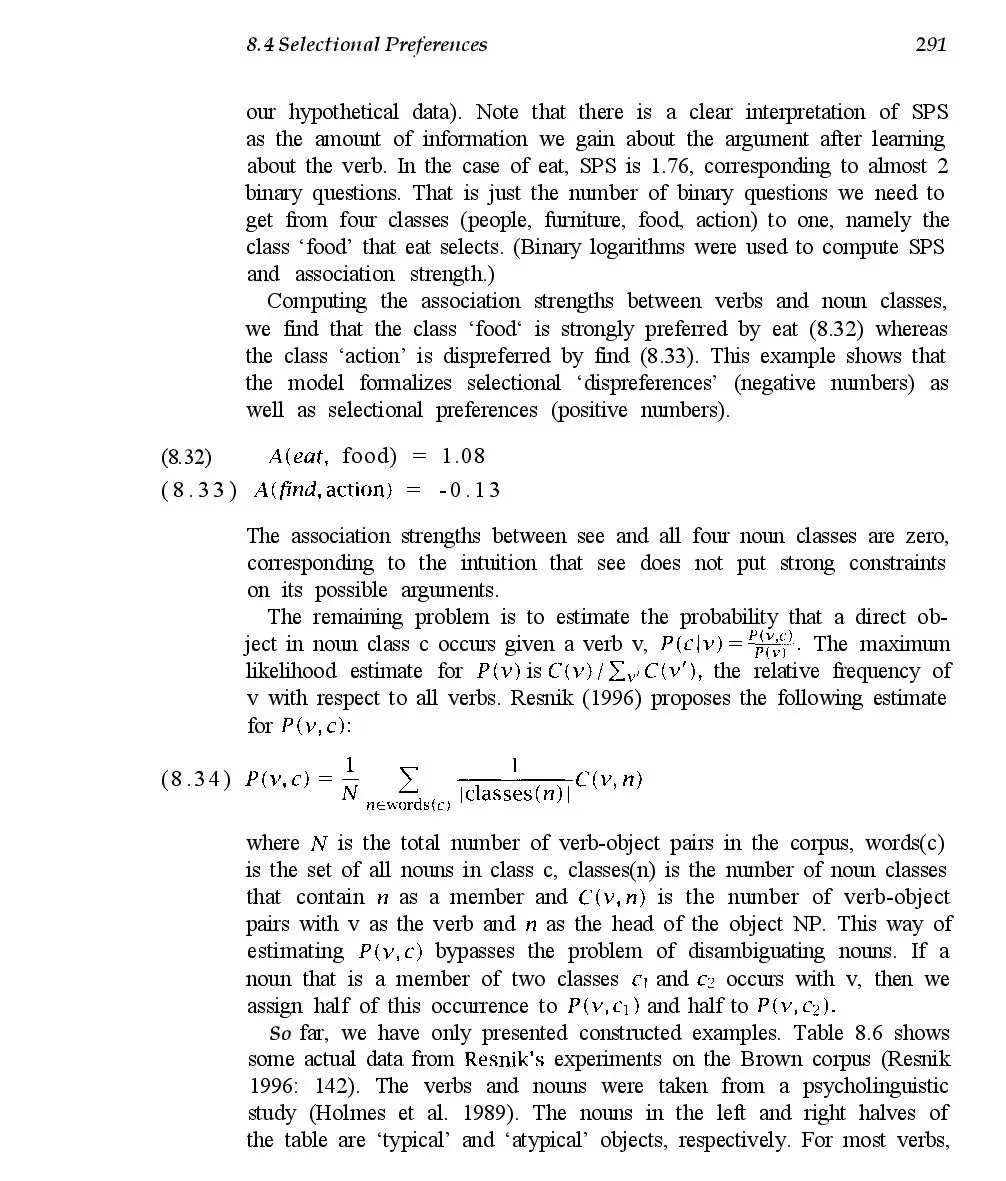 8.4 Selectional Preferences 291
our hypothetical data). Note that there is a clear interpretation of SPS
as the amount of information we gain about the argument after learning
about the verb. In the case of eat, SPS is 1.76, corresponding to almost 2
binary questions. That is just the number of binary questions we need to
get from four classes (people, furniture, food, action) to one, namely the
class ‘food’ that eat selects. (Binary logarithms were used to compute SPS
and association strength.)
Computing the association strengths between verbs and noun classes,
we find that the class ‘food‘ is strongly preferred by eat (8.32) whereas
the class ‘action’ is dispreferred by find (8.33). This example shows that
the model formalizes selectional ‘dispreferences’ (negative numbers) as
well as selectional preferences (positive numbers).
(8.32) A(eat, food) = 1.08
(8.33) A(find, action) = -0.13
The association strengths between see and all four noun classes are zero,
corresponding to the intuition that see does not put strong constraints
on its possible arguments.
The remaining problem is to estimate the probability that a direct ob-
ject in noun class c occurs given a verb v, P(c|v) = P(v,c)/P(v). The maximum
likelihood estimate for P(v) is C(v)/∑v′ C(v′), the relative frequency of
v with respect to all verbs. Resnik (1996) proposes the following estimate
for P(v,c):
(8.34) P(v,c) = 1/N ∑n∈words(c) 1/|classes(n)| C(v,n)
where N is the total number of verb-object pairs in the corpus, words(c)
is the set of all nouns in class c, classes(n) is the number of noun classes
that contain n as a member and C(v,n) is the number of verb-object
pairs with v as the verb and n as the head of the object NP. This way of
estimating P(v,c) bypasses the problem of disambiguating nouns. If a
noun that is a member of two classes c1 and c2 occurs with v, then we
assign half of this occurrence to P(v,c1) and half to P(v,c2).
So far, we have only presented constructed examples. Table 8.6 shows
some actual data from Resnik's experiments on the Brown corpus (Resnik
1996: 142). The verbs and nouns were taken from a psycholinguistic
study (Holmes et al. 1989). The nouns in the left and right halves of
the table are ‘typical’ and ‘atypical’ objects, respectively. For most verbs,